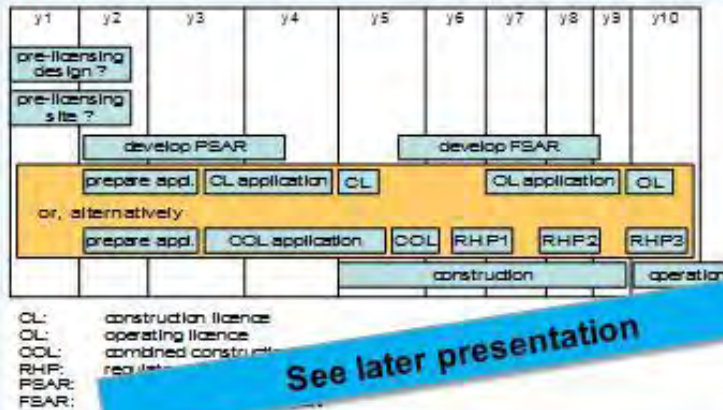 y1 y2 y3 y4 y5 y6 y7 y8 y9 y10
pre-licensing
design ?
pre-licensing
site ?
develop PSAR develop FSAR
prepare appl. CL application CL OL application OL
or, alternatively
prepare appl. COL application COL RHP1 RHP2 RHP3
construction operation
CL: construction licence
OL: operating licence
COL: combined
RHP:
PSAR:
FSAR:
See later presentation